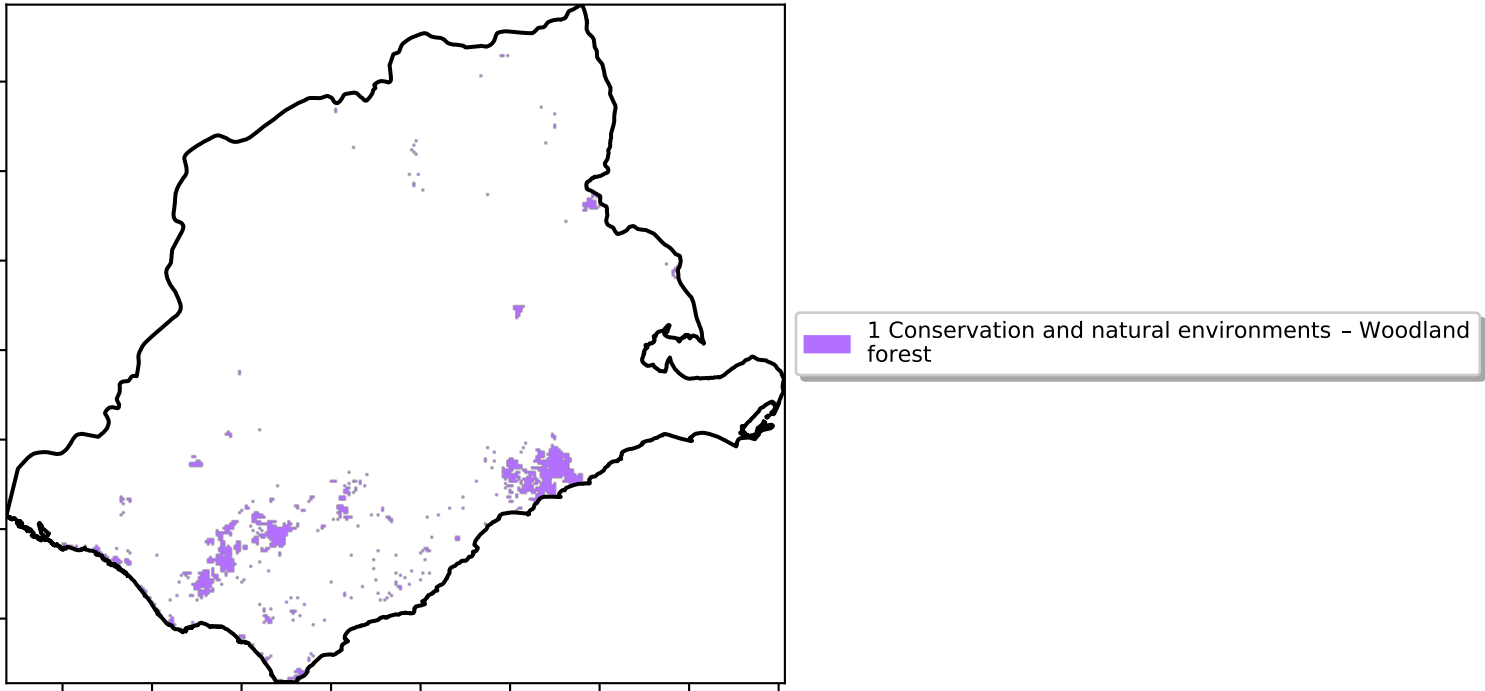 1 Conservation and natural environments – Woodland
forest